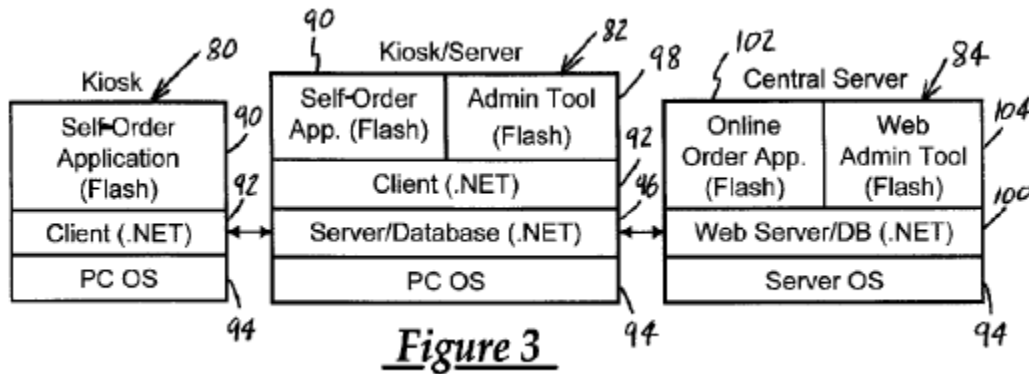 90
102
Kiosk
80
Kiosk/Server
82
98
Central Server
84
Self-Order
Application
(Flash)
90
Self-Order
App. (Flash)
Admin Tool
(Flash)
Online
Order App.
(Flash)
Web
Admin Tool
(Flash)
104
92
Client (.NET)
92
Client (.NET)
96
Server/Database (.NET)
100
Web Server/DB (.NET)
PC OS
PC OS
Server OS
94
94
94
Figure 3